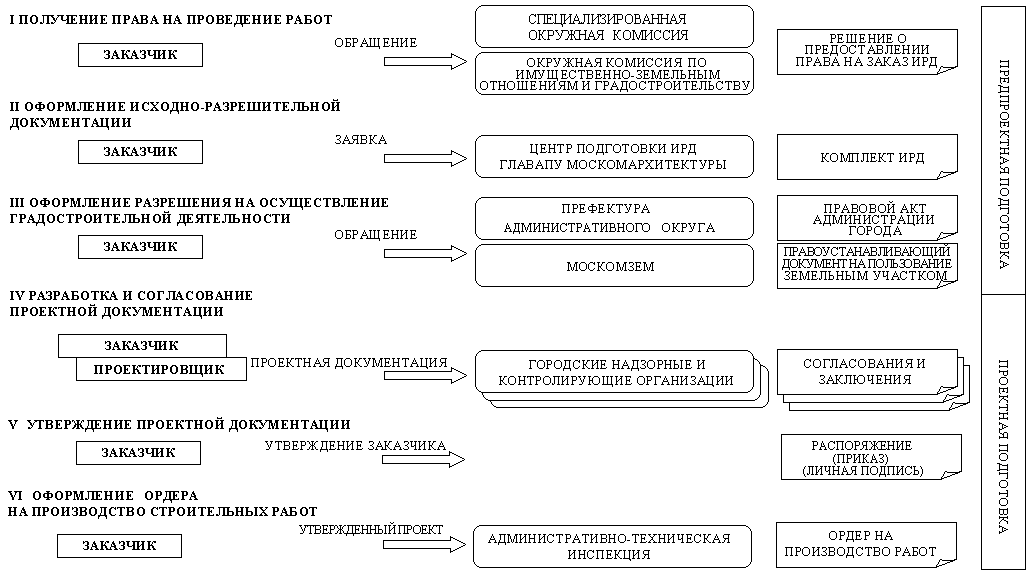 I ПОЛУЧЕНИЕ ПРАВА НА ПРОВЕДЕНИЕ РАБОТ
ЗАКАЗЧИК
ОБРАЩЕНИЕ
СПЕЦИАЛИЗИРОВАННАЯ
ОКРУЖНАЯ КОМИССИЯ
ОКРУЖНАЯ КОМИССИЯ ПО
ИМУЩЕСТВЕННО-ЗЕМЕЛЬНЫМ
ОТНОШЕНИЯМ И ГРАДОСТРОИТЕЛЬСТВУ
РЕШЕНИЕ О
ПРЕДОСТАВЛЕНИИ
ПРАВА НА ЗАКАЗ ИРД
II ОФОРМЛЕНИЕ ИСХОДНО-РАЗРЕШИТЕЛЬНОЙ
ДОКУМЕНТАЦИИ
ЗАКАЗЧИК
ЗАЯВКА
ЦЕНТР ПОДГОТОВКИ ИРД
ГЛАВАПУ МОСКОМАРХИТЕКТУРЫ
КОМПЛЕКТ ИРД
III ОФОРМЛЕНИЕ РАЗРЕШЕНИЯ НА ОСУЩЕСТВЛЕНИЕ
ГРАДОСТРОИТЕЛЬНОЙ ДЕЯТЕЛЬНОСТИ
ЗАКАЗЧИК
ОБРАЩЕНИЕ
ПРЕФЕКТУРА
АДМИНИСТРАТИВНОГО ОКРУГА
МОСКОМЗЕМ
ПРАВОВОЙ АКТ
АДМИНИСТРАЦИИ
ГОРОДА
ПРАВОУСТАНАВЛИВАЮЩИЙ
ДОКУМЕНТ НА ПОЛЬЗОВАНИЕ
ЗЕМЕЛЬНЫМ УЧАСТКОМ
ПРЕДПРОЕКТНАЯ ПОДГОТОВКА
IV РАЗРАБОТКА И СОГЛАСОВАНИЕ
ПРОЕКТНОЙ ДОКУМЕНТАЦИИ
ЗАКАЗЧИК
ПРОЕКТИРОВЩИК
ПРОЕКТНАЯ ДОКУМЕНТАЦИЯ
ГОРОДСКИЕ НАДЗОРНЫЕ И
КОНТРОЛИРУЮЩИЕ ОРГАНИЗАЦИИ
СОГЛАСОВАНИЯ И
ЗАКЛЮЧЕНИЯ
V УТВЕРЖДЕНИЕ ПРОЕКТНОЙ ДОКУМЕНТАЦИИ
ЗАКАЗЧИК
УТВЕРЖДЕНИЕ ЗАКАЗЧИКА
РАСПОРЯЖЕНИЕ
(ПРИКАЗ)
(ЛИЧНАЯ ПОДПИСЬ)
VI ОФОРМЛЕНИЕ ОРДЕРА
НА ПРОИЗВОДСТВО СТРОИТЕЛЬНЫХ РАБОТ
ЗАКАЗЧИК
УТВЕРЖДЕННЫЙ ПРОЕКТ
АДМИНИСТРАТИВНО-ТЕХНИЧЕСКАЯ
ИНСПЕКЦИЯ
ОРДЕР НА
ПРОИЗВОДСТВО РАБОТ
ПРОЕКТНАЯ ПОДГОТОВКА